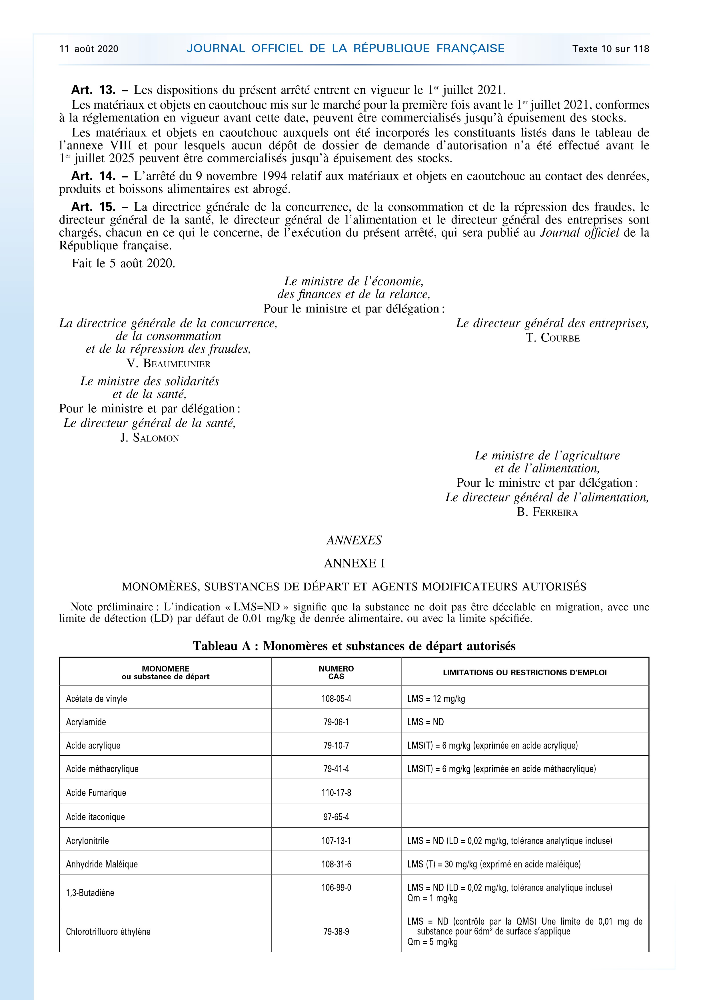 11 août 2020
JOURNAL OFFICIEL DE LA RÉPUBLIQUE FRANÇAISE
Texte 10 sur 118
Art. 13. – Les dispositions du présent arrêté entrent en vigueur le 1er juillet 2021.
Les matériaux et objets en caoutchouc mis sur le marché pour la première fois avant le 1er juillet 2021, conformes
à la réglementation en vigueur avant cette date, peuvent être commercialisés jusqu’à épuisement des stocks.
Les matériaux et objets en caoutchouc auxquels ont été incorporés les constituants listés dans le tableau de
l’annexe VIII et pour lesquels aucun dépôt de dossier de demande d’autorisation n’a été effectué avant le
1er juillet 2025 peuvent être commercialisés jusqu’à épuisement des stocks.
Art. 14. – L’arrêté du 9 novembre 1994 relatif aux matériaux et objets en caoutchouc au contact des denrées,
produits et boissons alimentaires est abrogé.
Art. 15. – La directrice générale de la concurrence, de la consommation et de la répression des fraudes, le
directeur général de la santé, le directeur général de l’alimentation et le directeur général des entreprises sont
chargés, chacun en ce qui le concerne, de l’exécution du présent arrêté, qui sera publié au Journal officiel de la
République française.
Fait le 5 août 2020.
Le ministre de l’économie,
des finances et de la relance,
Pour le ministre et par délégation :
La directrice générale de la concurrence,
de la consommation
et de la répression des fraudes,
V. BEAUMEUNIER
Le directeur général des entreprises,
T. COURBE
Le ministre des solidarités
et de la santé,
Pour le ministre et par délégation :
Le directeur général de la santé,
J. SALOMON
Le ministre de l’agriculture
et de l’alimentation,
Pour le ministre et par délégation :
Le directeur général de l’alimentation,
B. FERREIRA
ANNEXES
ANNEXE I
MONOMÈRES, SUBSTANCES DE DÉPART ET AGENTS MODIFICATEURS AUTORISÉS
Note préliminaire : L’indication « LMS=ND » signifie que la substance ne doit pas être décelable en migration, avec une
limite de détection (LD) par défaut de 0,01 mg/kg de denrée alimentaire, ou avec la limite spécifiée.
Tableau A : Monomères et substances de départ autorisés
MONOMERE
ou substance de départ
NUMERO
CAS
LIMITATIONS OU RESTRICTIONS D’EMPLOI
Acétate de vinyle 108-05-4 LMS = 12 mg/kg
Acrylamide 79-06-1 LMS = ND
Acide acrylique 79-10-7 LMS(T) = 6 mg/kg (exprimée en acide acrylique)
Acide méthacrylique 79-41-4 LMS(T) = 6 mg/kg (exprimée en acide méthacrylique)
Acide Fumarique 110-17-8
Acide itaconique 97-65-4
Acrylonitrile 107-13-1 LMS = ND (LD = 0,02 mg/kg, tolérance analytique incluse)
Anhydride Maléique 108-31-6 LMS (T) = 30 mg/kg (exprimé en acide maléique)
1,3-Butadiène 106-99-0 LMS = ND (LD = 0,02 mg/kg, tolérance analytique incluse)
Qm = 1 mg/kg
Chlorotrifluoro éthylène 79-38-9 LMS = ND (contrôle par la QMS) Une limite de 0,01 mg de
substance pour 6dm² de surface s’applique
Qm = 5 mg/kg